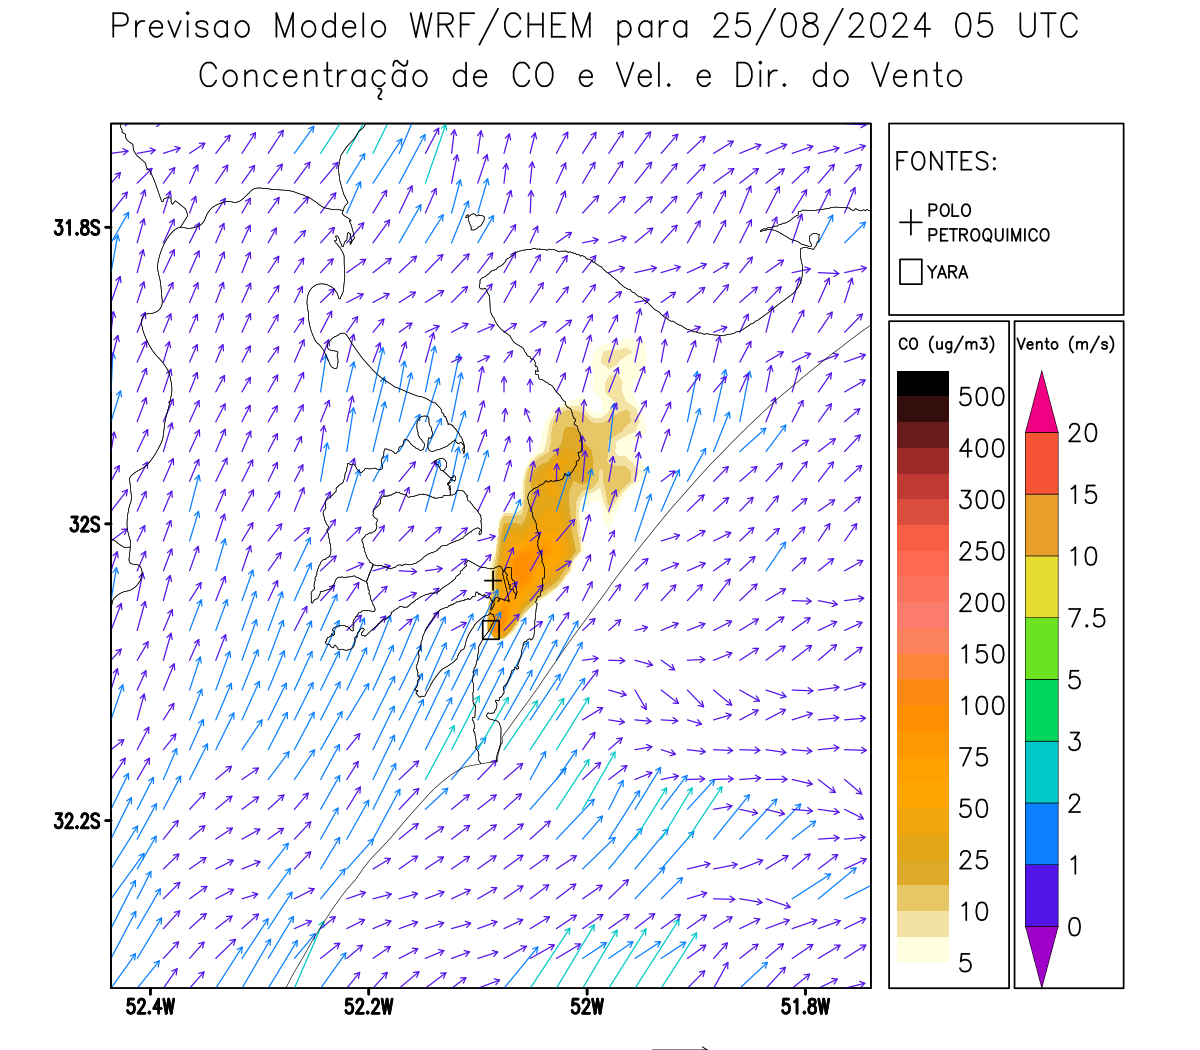 Previsao Modelo WRF/CHEM para 25/08/2024 05 UTC
Concentração de CO e Vel. e Dir. do Vento
FONTES:
POLO
PETROQUIMICO
YARA
CO (ug/m3)
500
400
300
250
200
150
100
75
50
25
10
5
Vento (m/s)
20
15
10
7.5
5
3
2
1
0
31.8S
32S
32.2S
52.4W
52.2W
52W
51.8W